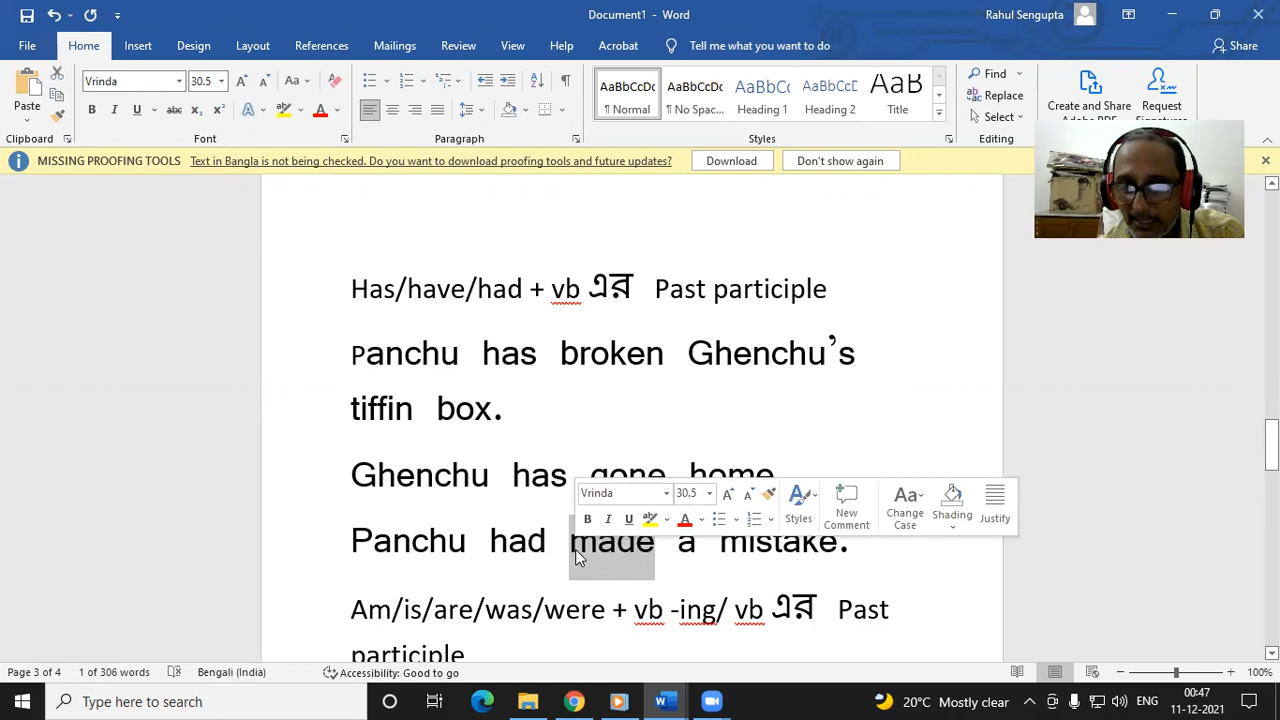 Document1 - Word
Rahul Sengupta
File Home Insert Design Layout References Mailings Review View Help Acrobat Tell me what you want to do Share
Paste
Clipboard
Vrinda 30.5
Font
Paragraph
AaBbCcDc AaBbCcDc AaBbCc AaBbCcD AaB
¶ Normal ¶ No Spac... Heading 1 Heading 2 Title
Styles
Find
Replace
Select
Editing
Create and Share
Request
MISSING PROOFING TOOLS Text in Bangla is not being checked. Do you want to download proofing tools and future updates? Download Don't show again
Has/have/had + vb এর Past participle
Panchu has broken Ghenchu’s
tiffin box.
Ghenchu has gone home
Panchu had made a mistake.
Am/is/are/was/were + vb -ing/ vb এর Past
participle
Vrinda 30.5
Styles
New Comment
Change Case
Shading
Justify
Page 3 of 4 1 of 306 words Bengali (India) Accessibility: Good to go 100%
Type here to search
20°C Mostly clear
ENG
00:47
11-12-2021